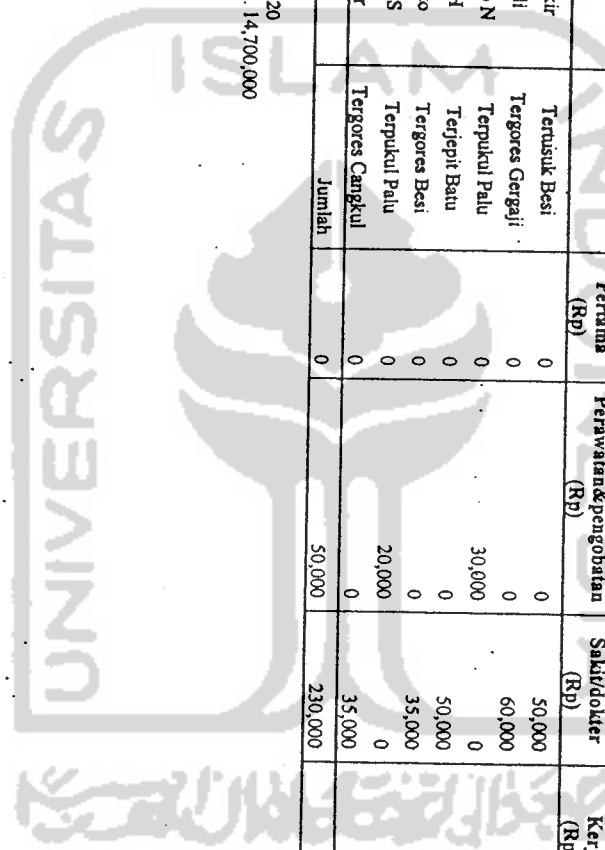 Pertama Perawatan&pengobatan Sakit/dokter
(Rp) (Rp) (Rp)
Tertusuk Besi 0 0 50,000
Tergores Gergaji 0 0 60,000
N Terpukul Palu 0 30,000 0
H Terjepit Batu 0 0 50,000
Tergores Besi 0 0 35,000
S Terpukul Palu 0 20,000 0
Tergores Cangkul 0 0 35,000
Jumlah 0 50,000 230,000
20
14,700,000
UNIVERSITAS
ISLAM